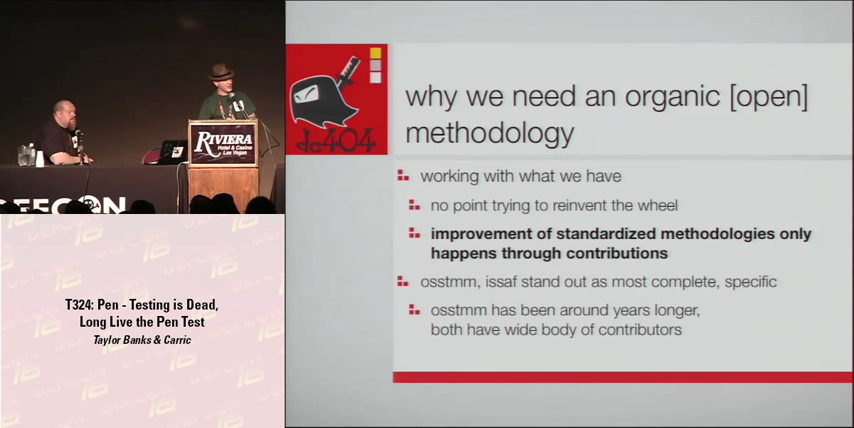 RIVIERA
Hotel & Casino
Las Vegas
DEFCON
T324: Pen - Testing is Dead,
Long Live the Pen Test
Taylor Banks & Carric
dc404
why we need an organic [open]
methodology
working with what we have
no point trying to reinvent the wheel
improvement of standardized methodologies only
happens through contributions
osstmm, issaf stand out as most complete, specific
osstmm has been around years longer,
both have wide body of contributors